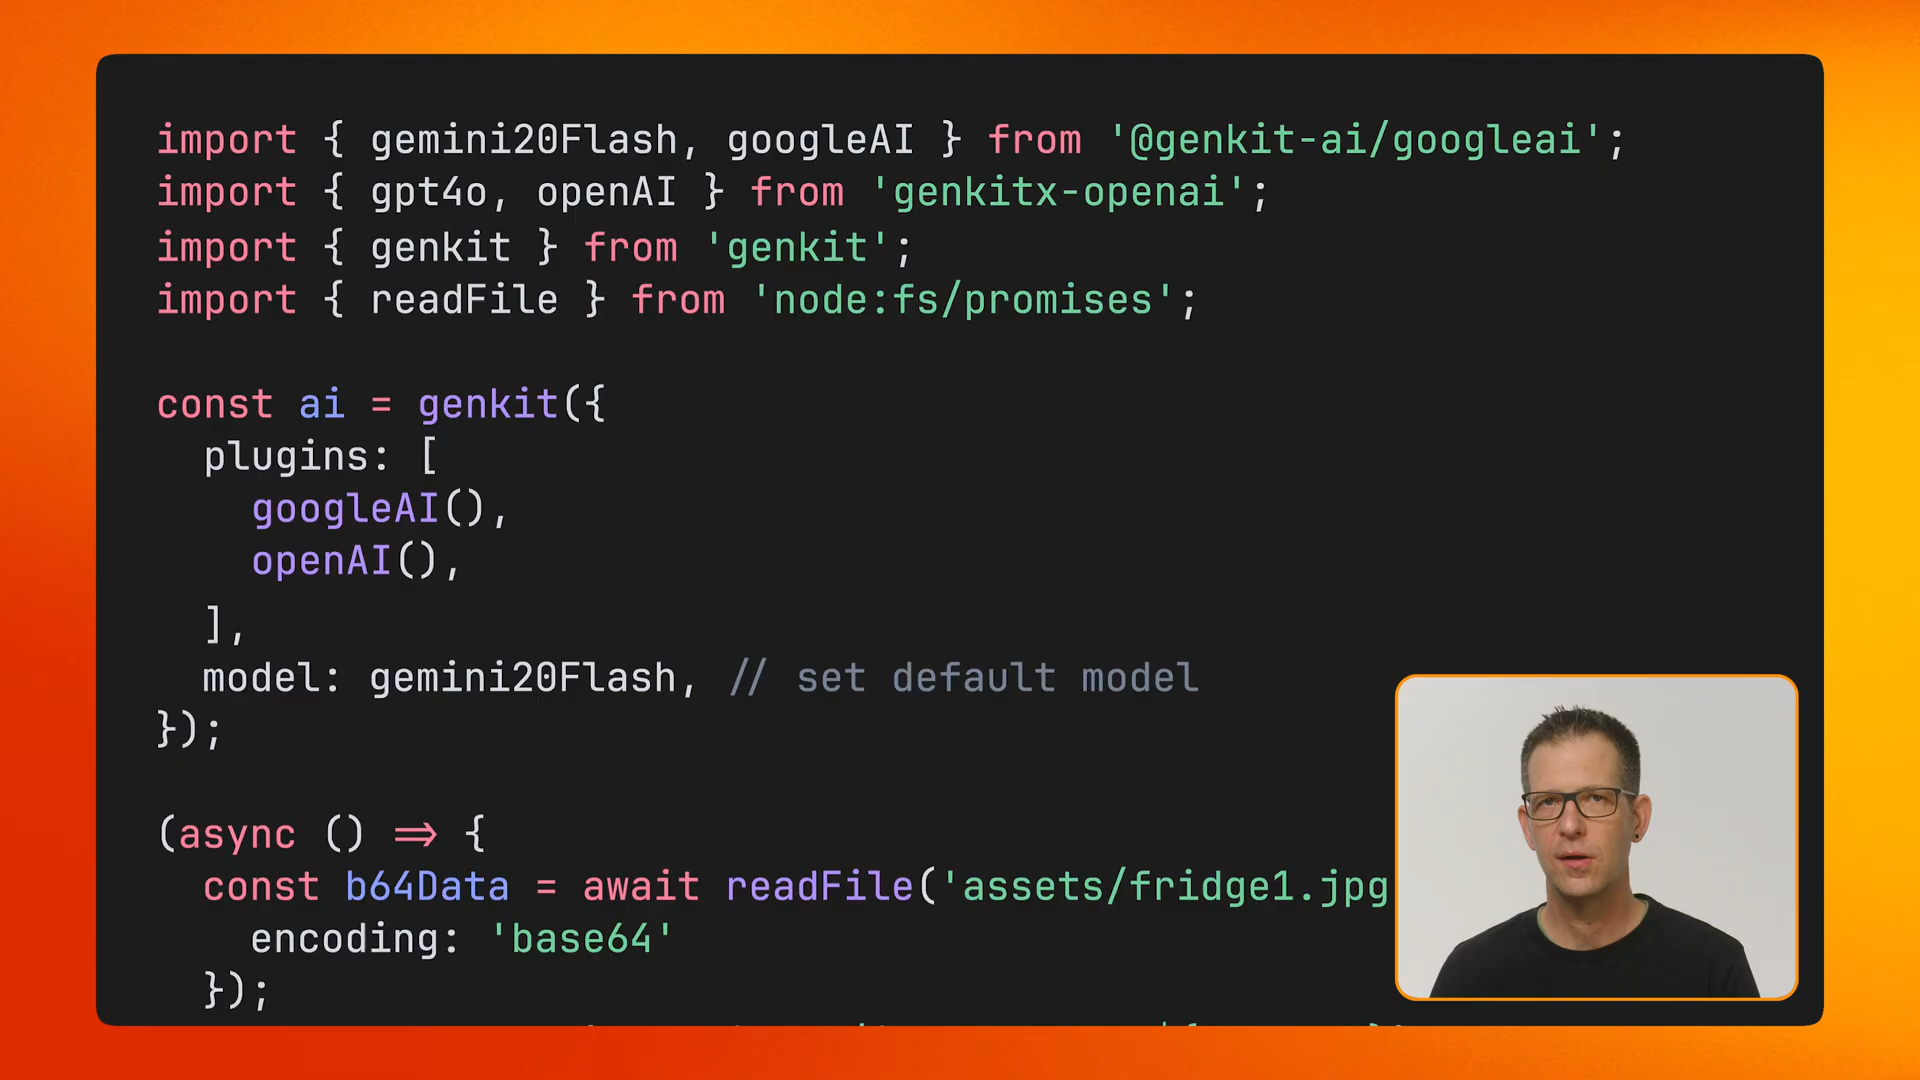 import { gemini20Flash, googleAI } from '@genkit-ai/googleai';
import { gpt4o, openAI } from 'genkitx-openai';
import { genkit } from 'genkit';
import { readFile } from 'node:fs/promises';
const ai = genkit({
plugins: [
googleAI(),
openAI(),
],
model: gemini20Flash, // set default model
});
(async () => {
const b64Data = await readFile('assets/fridge1.jpg
encoding: 'base64'
});